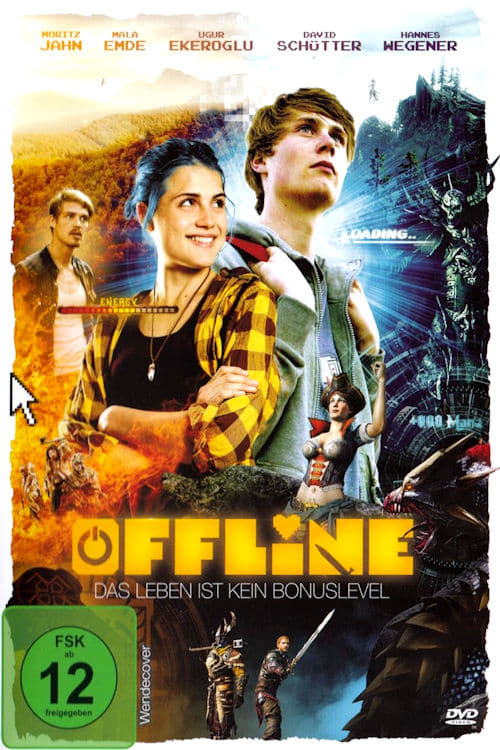 MORITZ JAHN
MALA EMDE
UGUR EKEROGLU
DAVID SCHÜTTER
HANNES WEGENER
LOADING..
ENERGY
+000 Mana
OFFLINE
DAS LEBEN IST KEIN BONUSLEVEL
FSK
ab
12
freigegeben
Wendecover
DVD
VIDEO